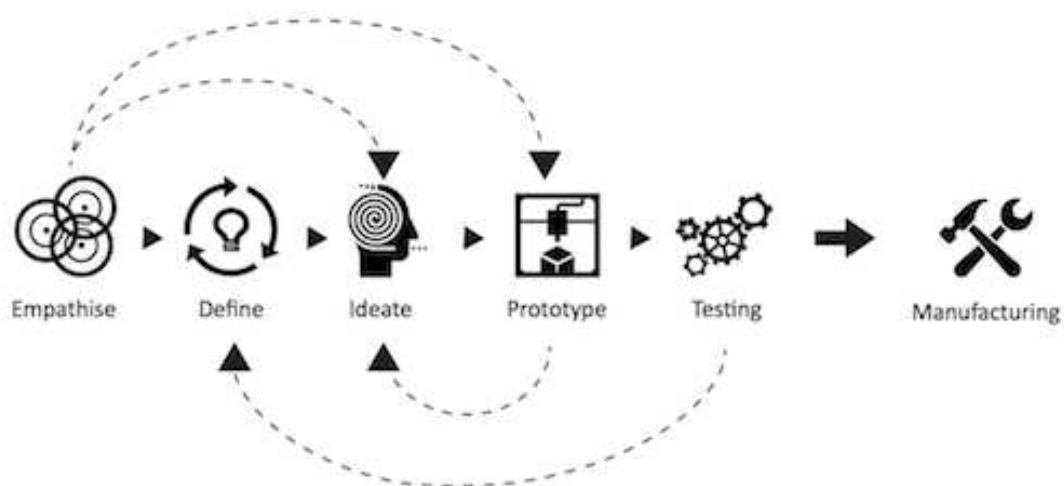 Empathise
Define
Ideate
Prototype
Testing
Manufacturing